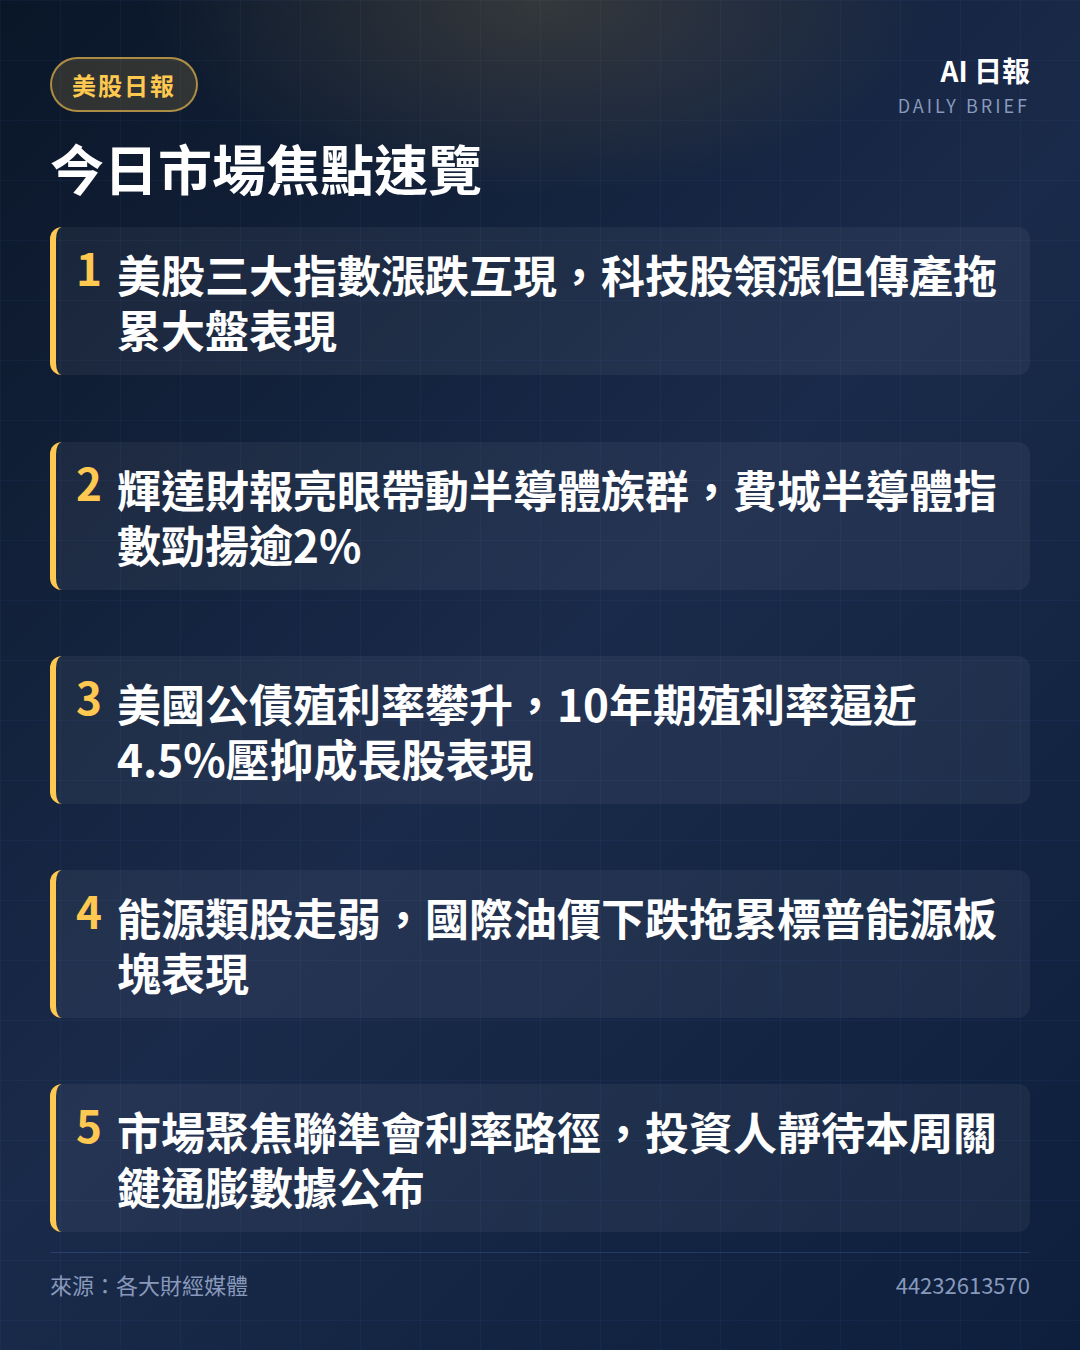 美股日報
AI 日報
DAILY BRIEF
今日市場焦點速覽
1 美股三大指數漲跌互現，科技股領漲但傳產拖
累大盤表現
2 輝達財報亮眼帶動半導體族群，費城半導體指
數勁揚逾2%
3 美國公債殖利率攀升，10年期殖利率逼近
4.5%壓抑成長股表現
4 能源類股走弱，國際油價下跌拖累標普能源板
塊表現
5 市場聚焦聯準會利率路徑，投資人靜待本周關
鍵通膨數據公布
來源：各大財經媒體
44232613570